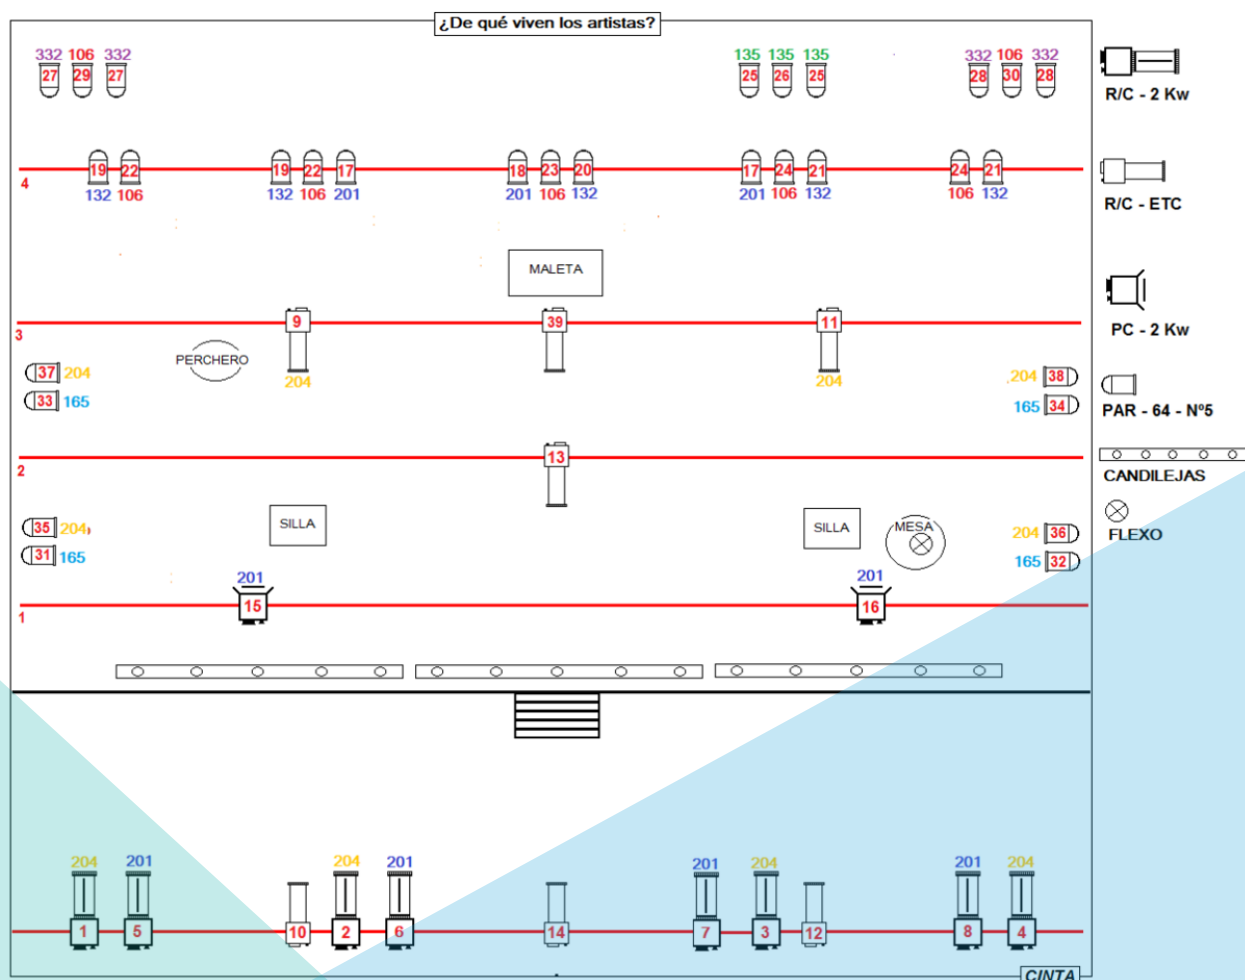 ¿De qué viven los artistas?
332 106 332
27 29 27
135 135 135
25 26 25
332 106 332
28 30 28
R/C - 2 Kw
4
19 22 19 22 17 18 23 20 17 24 21 24 21
132 106 132 106 201 201 106 132 201 106 132 106 132
R/C - ETC
MALETA
3
9 39 11
204 204
PC - 2 Kw
PERCHERO
37 204
33 165
204 38
165 34
PAR - 64 - Nº5
2
13
CANDILEJAS
SILLA
SILLA
MESA
FLEXO
35 204
31 165
204 36
165 32
201 201
1
15 16
204 201 204 201 201 204 201 204
1 5 10 2 6 14 7 3 12 8 4
CINTA